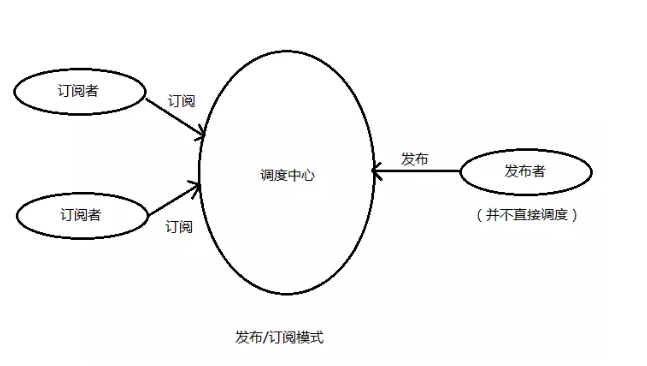 订阅者
订阅
调度中心
发布
发布者
（并不直接调度）
订阅者
订阅
发布/订阅模式